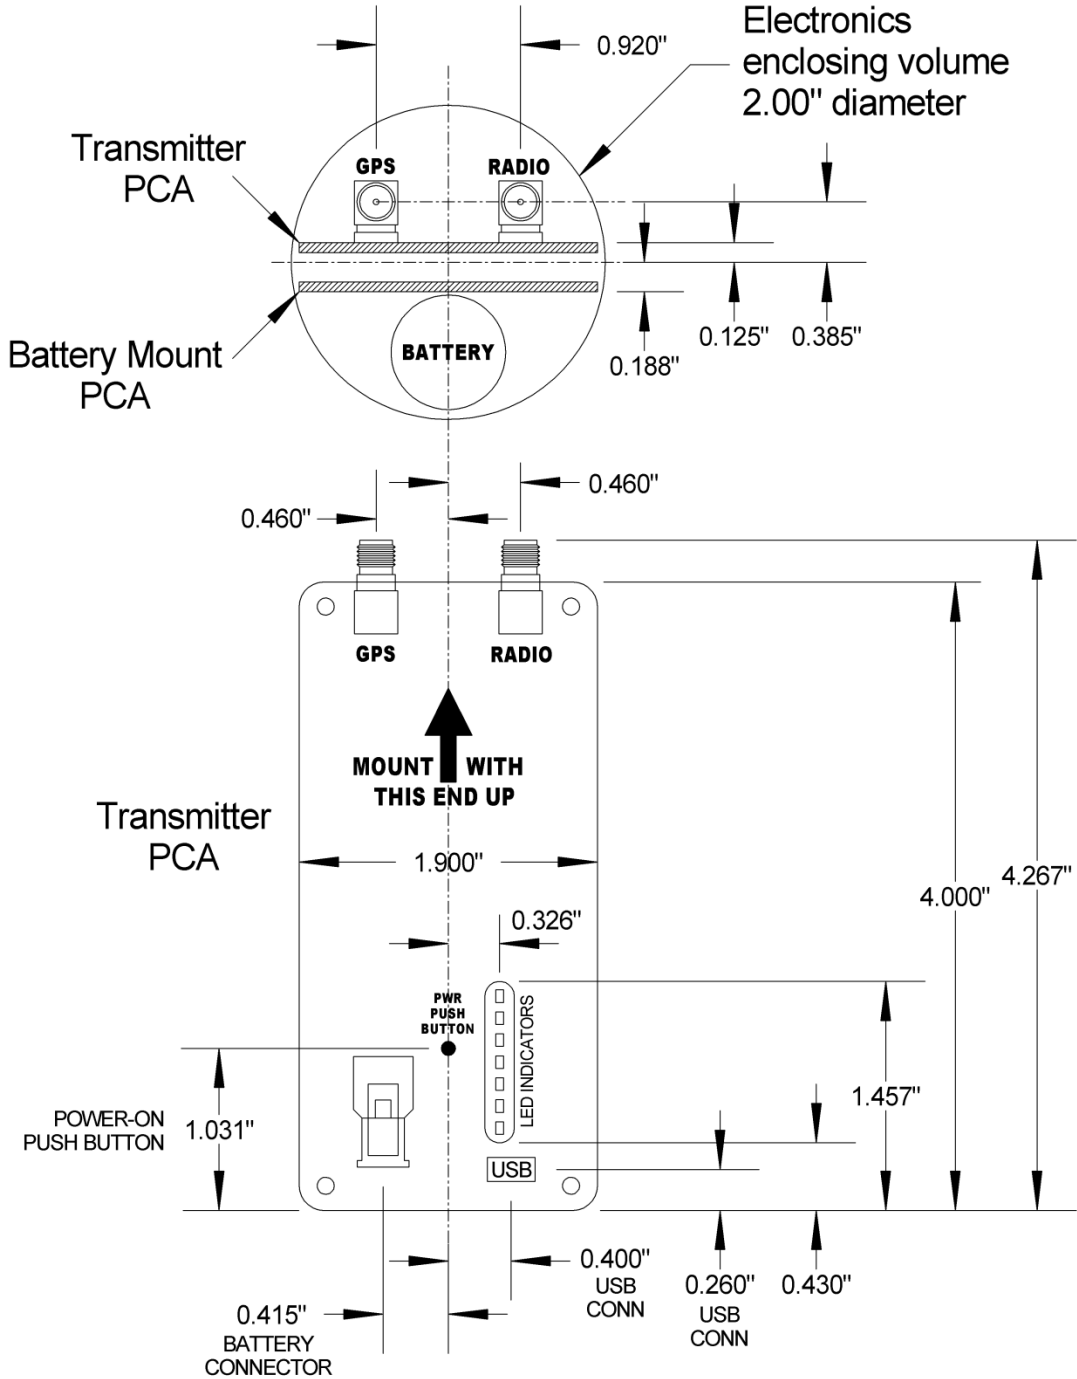 Electronics
enclosing volume
2.00" diameter
0.920"
Transmitter
PCA
GPS
RADIO
0.125"
0.385"
0.188"
Battery Mount
PCA
BATTERY
0.460"
0.460"
GPS
RADIO
MOUNT WITH
THIS END UP
Transmitter
PCA
1.900"
4.267"
4.000"
0.326"
PWR
PUSH
BUTTON
LED INDICATORS
1.457"
POWER-ON
PUSH BUTTON
1.031"
USB
0.400"
USB
CONN
0.260"
USB
CONN
0.430"
0.415"
BATTERY
CONNECTOR